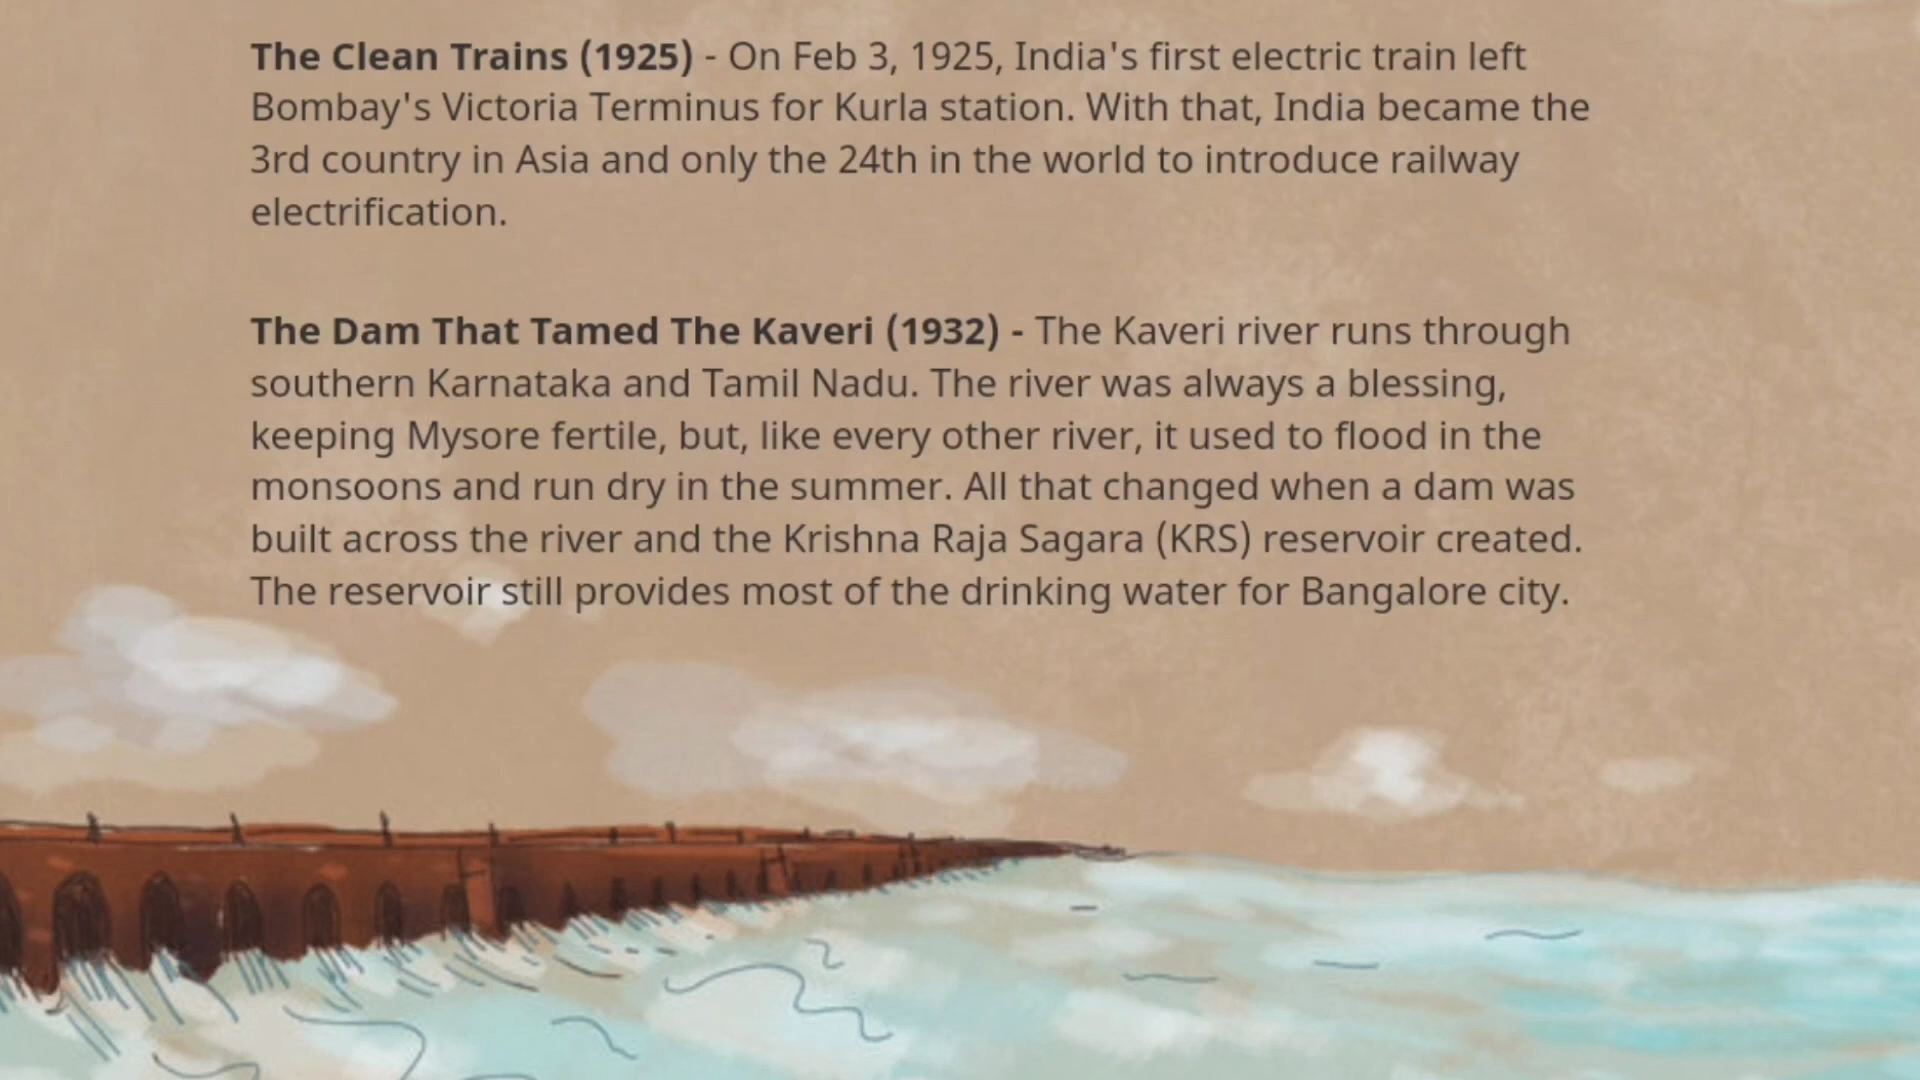 The Clean Trains (1925) - On Feb 3, 1925, India's first electric train left
Bombay's Victoria Terminus for Kurla station. With that, India became the
3rd country in Asia and only the 24th in the world to introduce railway
electrification.
The Dam That Tamed The Kaveri (1932) - The Kaveri river runs through
southern Karnataka and Tamil Nadu. The river was always a blessing,
keeping Mysore fertile, but, like every other river, it used to flood in the
monsoons and run dry in the summer. All that changed when a dam was
built across the river and the Krishna Raja Sagara (KRS) reservoir created.
The reservoir still provides most of the drinking water for Bangalore city.